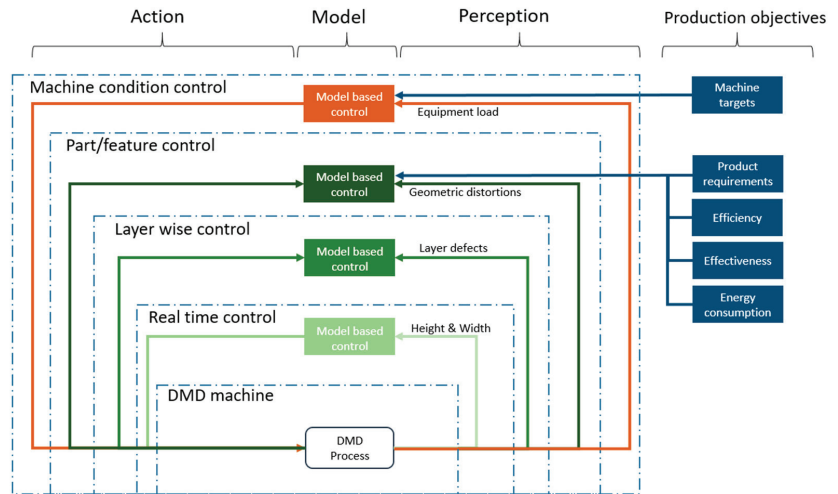 Action
Model
Perception
Production objectives
Machine condition control
Model based
control
Equipment load
Machine
targets
Part/feature control
Model based
control
Geometric distortions
Product
requirements
Efficiency
Layer wise control
Model based
control
Layer defects
Effectiveness
Energy
consumption
Real time control
Model based
control
Height & Width
DMD machine
DMD
Process